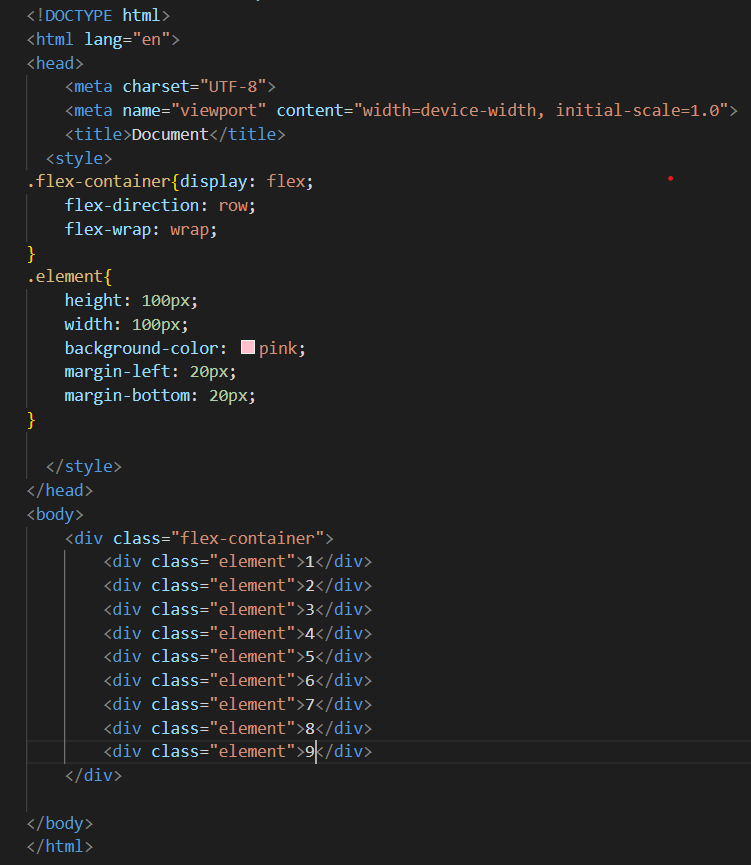 <!DOCTYPE html>
<html lang="en">
<head>
    <meta charset="UTF-8">
    <meta name="viewport" content="width=device-width, initial-scale=1.0">
    <title>Document</title>
  <style>
.flex-container{display: flex;
    flex-direction: row;
    flex-wrap: wrap;
}
.element{
    height: 100px;
    width: 100px;
    background-color: pink;
    margin-left: 20px;
    margin-bottom: 20px;
}

  </style>
</head>
<body>
    <div class="flex-container">
        <div class="element">1</div>
        <div class="element">2</div>
        <div class="element">3</div>
        <div class="element">4</div>
        <div class="element">5</div>
        <div class="element">6</div>
        <div class="element">7</div>
        <div class="element">8</div>
        <div class="element">9</div>
    </div>

</body>
</html>